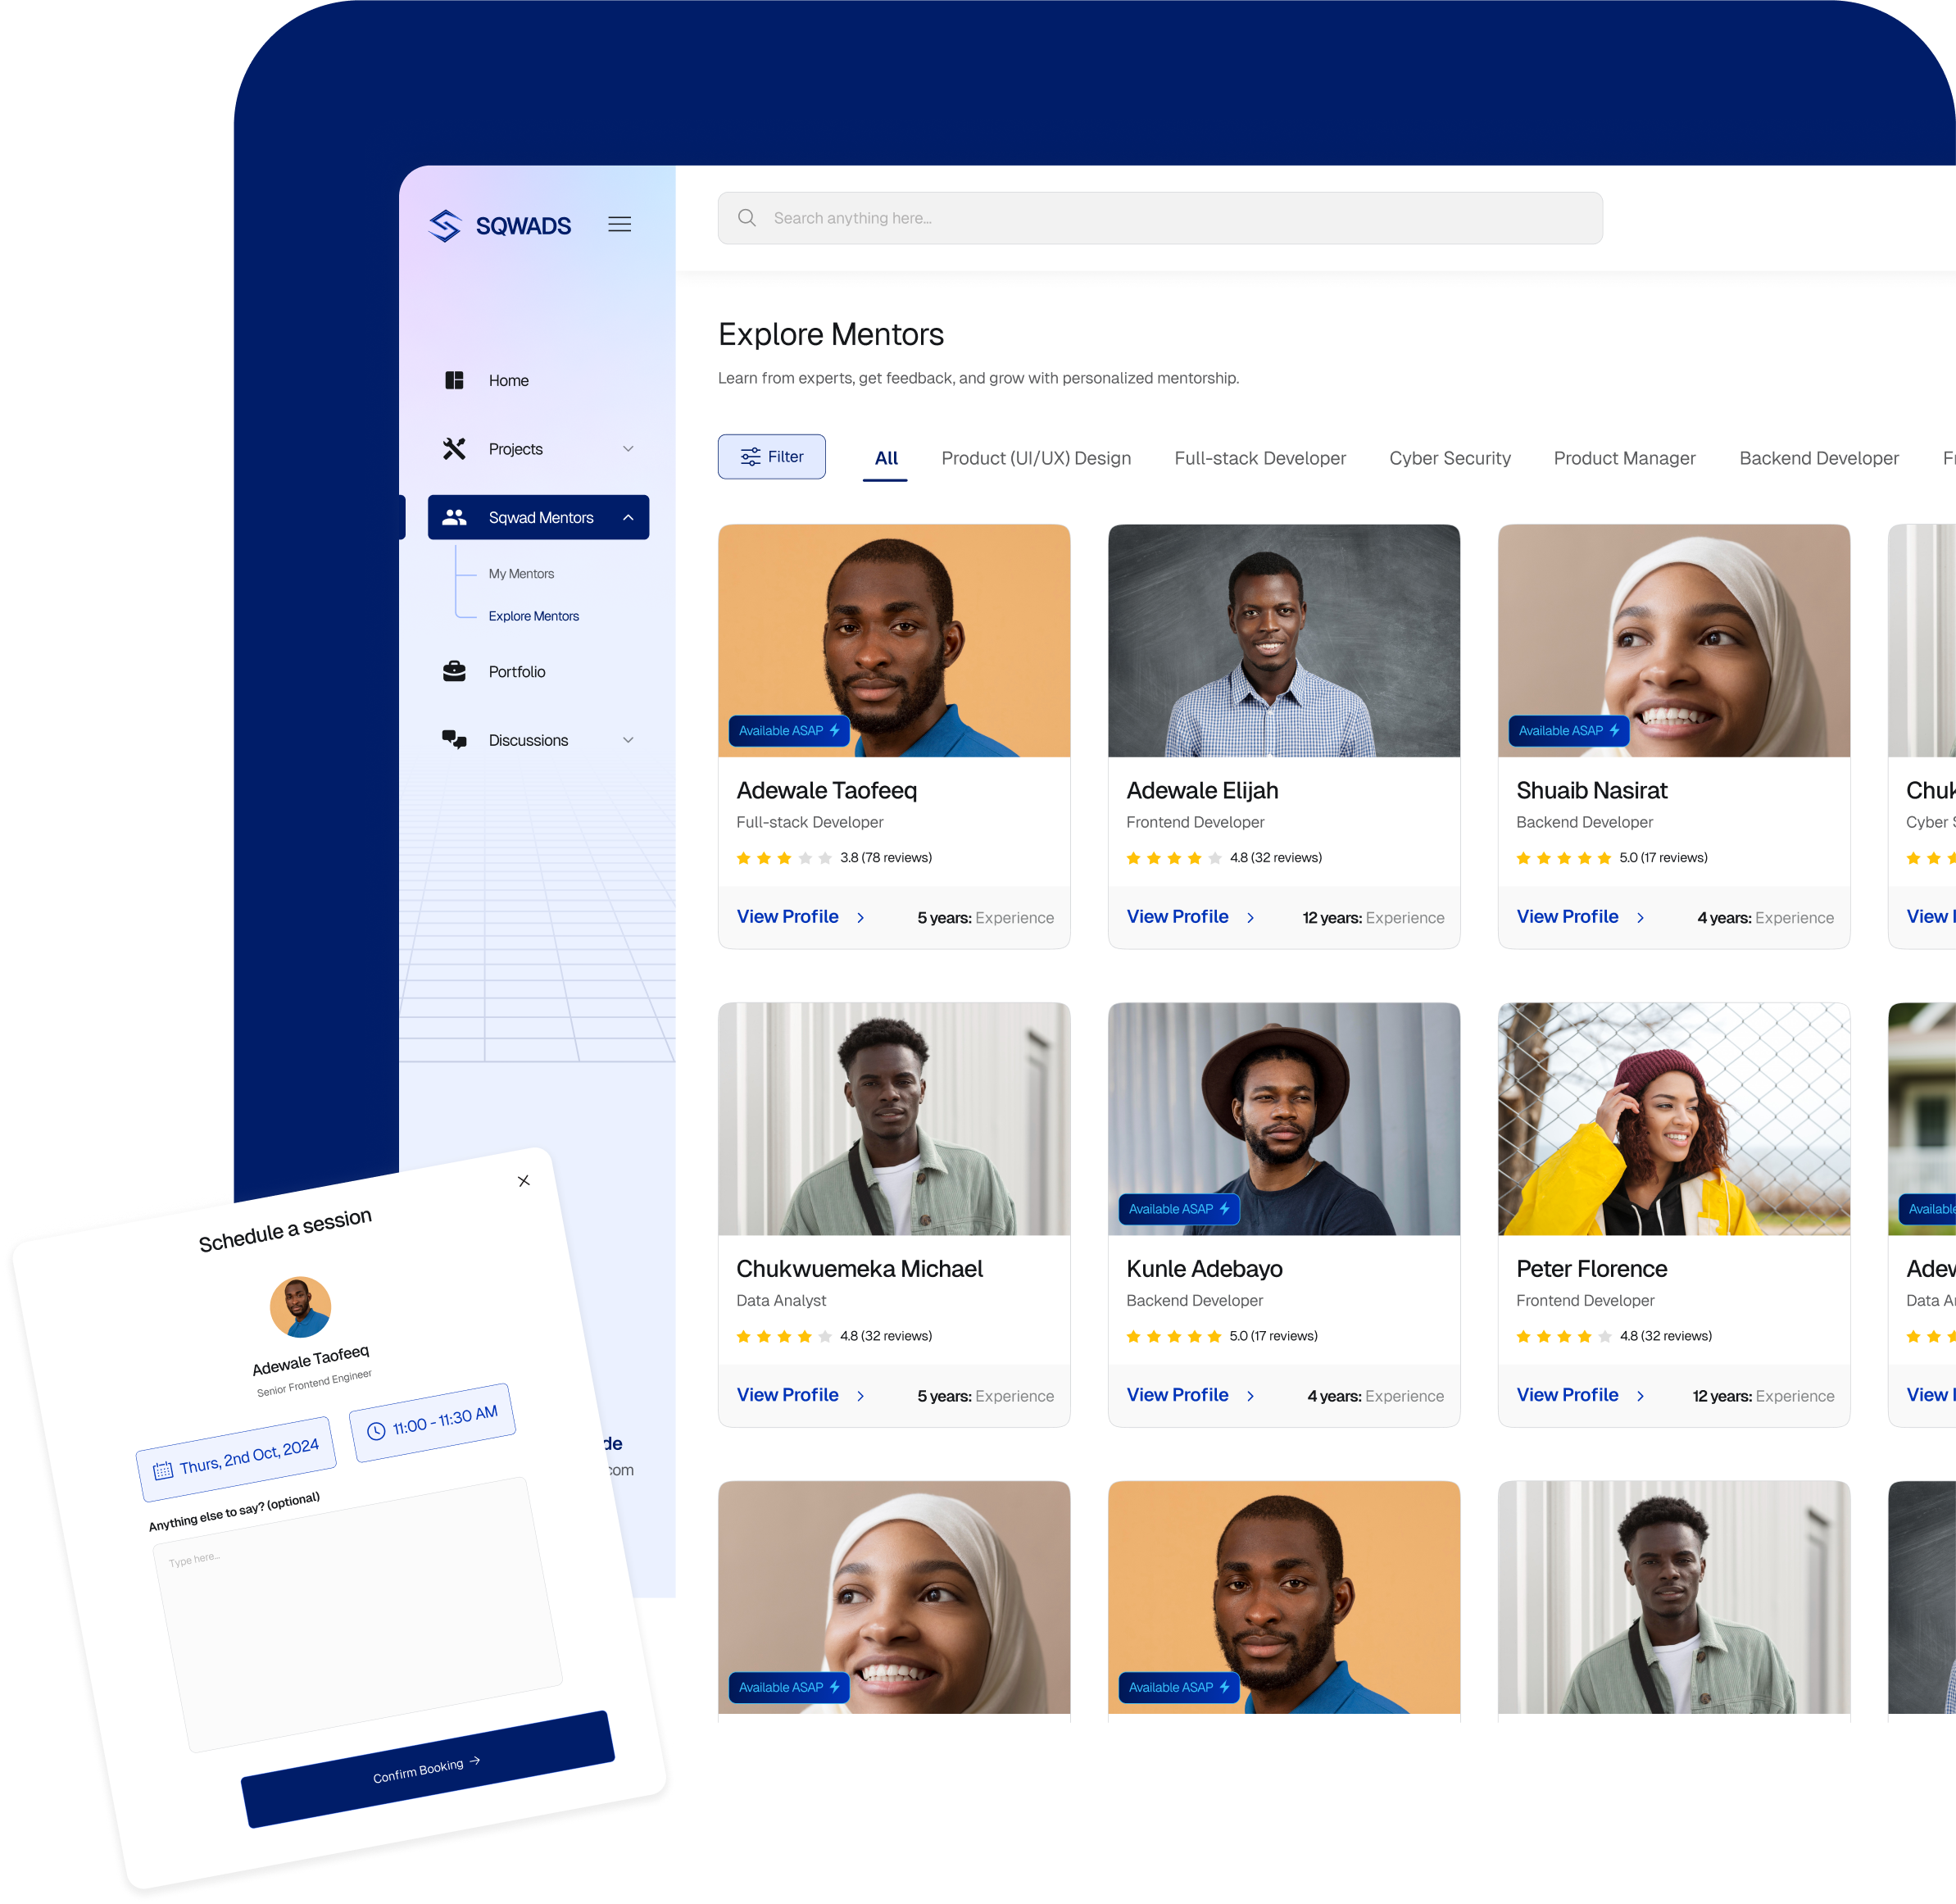 SQWADS
Search anything here...
Home
Projects
Sqwad Mentors
My Mentors
Explore Mentors
Portfolio
Discussions
Explore Mentors
Learn from experts, get feedback, and grow with personalized mentorship.
Filter
All Product (UI/UX) Design Full-stack Developer Cyber Security Product Manager Backend Developer
Available ASAP
Adewale Taofeeq
Full-stack Developer
3.8 (78 reviews)
View Profile 5 years: Experience
Adewale Elijah
Frontend Developer
4.8 (32 reviews)
View Profile 12 years: Experience
Available ASAP
Shuaib Nasirat
Backend Developer
5.0 (17 reviews)
View Profile 4 years: Experience
Cyber
View
Chukwuemeka Michael
Data Analyst
4.8 (32 reviews)
View Profile 5 years: Experience
Available ASAP
Kunle Adebayo
Backend Developer
5.0 (17 reviews)
View Profile 4 years: Experience
Peter Florence
Frontend Developer
4.8 (32 reviews)
View Profile 12 years: Experience
Available
Data
View
Available ASAP
Available ASAP
de
com
Schedule a session
Adewale Taofeeq
Senior Frontend Engineer
Thurs, 2nd Oct, 2024
11:00 - 11:30 AM
Anything else to say? (optional)
Type here...
Confirm Booking